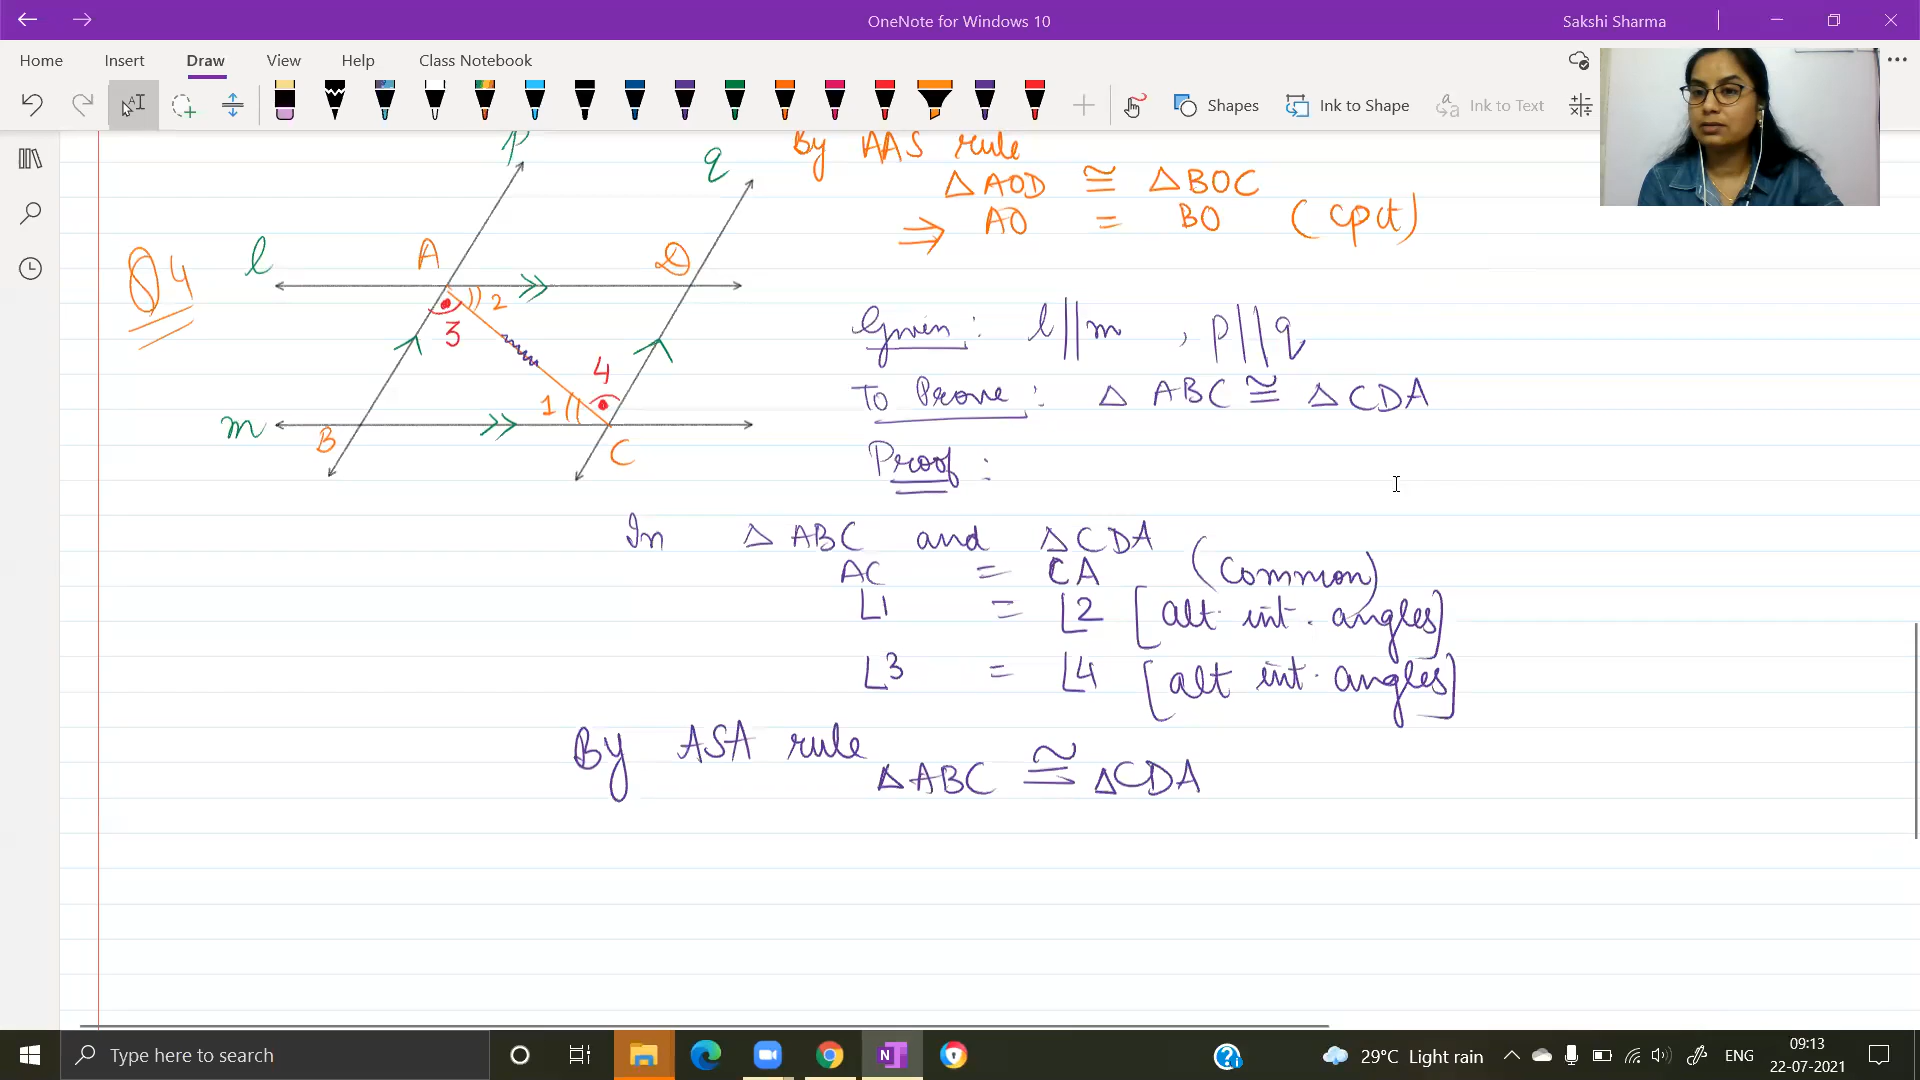 OneNote for Windows 10
Sakshi Sharma
Home Insert Draw View Help Class Notebook
Shapes Ink to Shape Ink to Text
By AAS rule
△AOD ≅ △BOC
⇒ AO = BO (cpct)
Q4
p
q
l
A
D
2
3
4
1
m
B
C
Given: l||m , p||q
To Prove: △ABC ≅ △CDA
Proof:
In △ABC and △CDA
AC = CA (Common)
∠1 = ∠2 [alt int. angles]
∠3 = ∠4 [alt int. angles]
By ASA rule
△ABC ≅ △CDA
Type here to search
29°C Light rain
ENG
09:13
22-07-2021